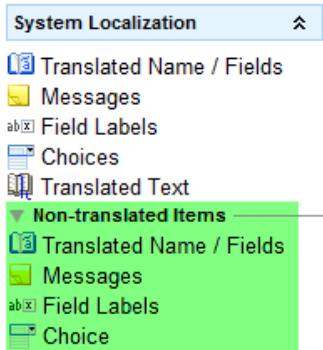 System Localization
Translated Name / Fields
Messages
Field Labels
Choices
Translated Text
Non-translated Items
Translated Name / Fields
Messages
Field Labels
Choice